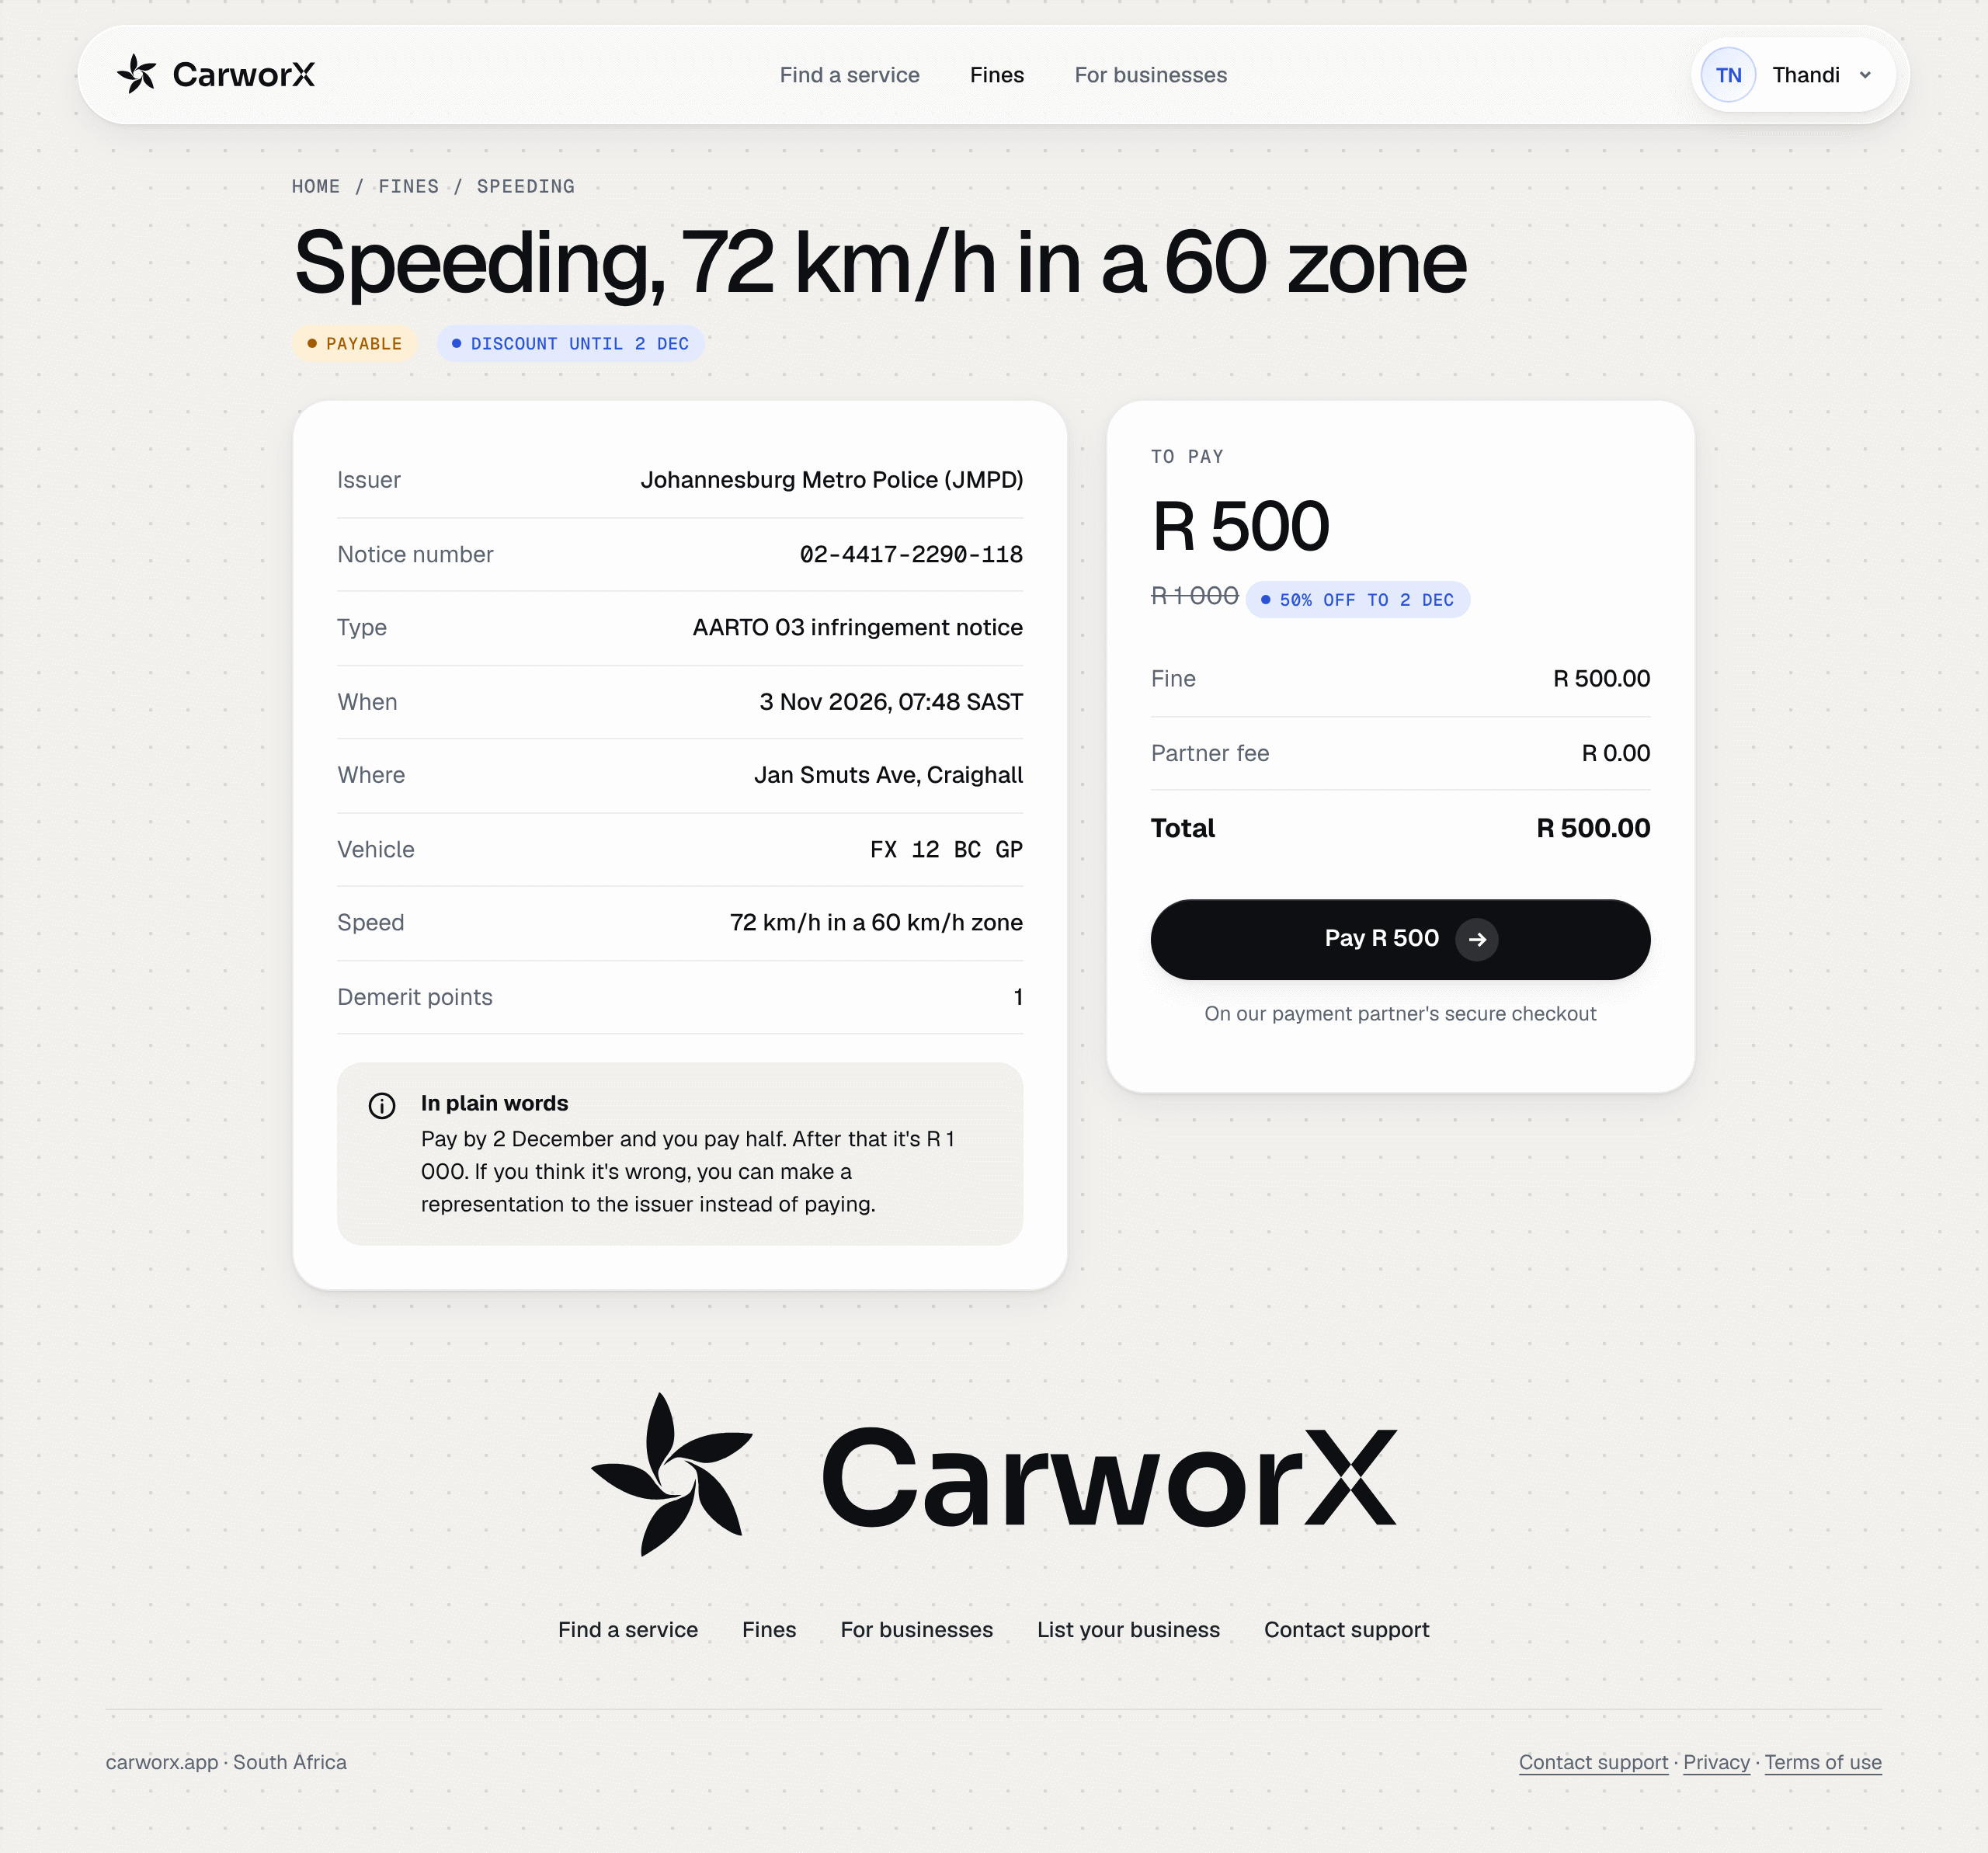 CarworX
Find a service
Fines
For businesses
TN
Thandi
HOME / FINES / SPEEDING
Speeding, 72 km/h in a 60 zone
PAYABLE
DISCOUNT UNTIL 2 DEC
Issuer Johannesburg Metro Police (JMPD)
Notice number 02-4417-2290-118
Type AARTO 03 infringement notice
When 3 Nov 2026, 07:48 SAST
Where Jan Smuts Ave, Craighall
Vehicle FX 12 BC GP
Speed 72 km/h in a 60 km/h zone
Demerit points 1
In plain words
Pay by 2 December and you pay half. After that it's R 1
000. If you think it's wrong, you can make a
representation to the issuer instead of paying.
TO PAY
R 500
R 1 000 50% OFF TO 2 DEC
Fine R 500.00
Partner fee R 0.00
Total R 500.00
Pay R 500
On our payment partner's secure checkout
CarworX
Find a service
Fines
For businesses
List your business
Contact support
carworx.app · South Africa
Contact support · Privacy · Terms of use